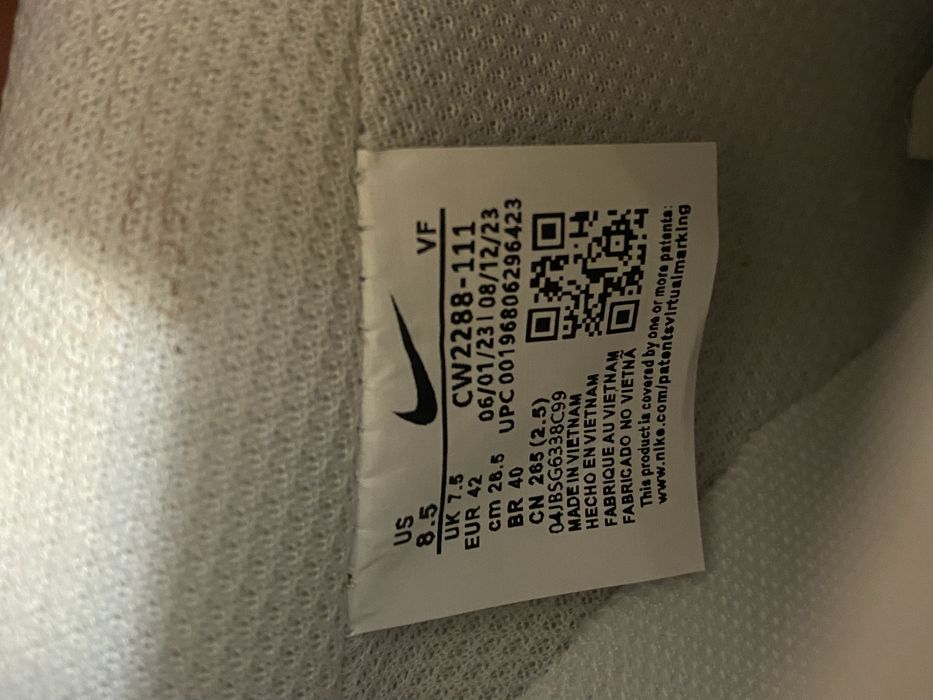 US
8.5
VF
UK 7.5
EUR 42
cm 26.5
BR 40
CN 265 (2.5)
CW2288-111
06/01/23 | 08/12/23
UPC 00196806296423
04JBSG6338C99
MADE IN VIETNAM
HECHO EN VIETNAM
FABRIQUE AU VIETNAM
FABRICADO NO VIETNÃ
This product is covered by one or more patents:
www.nike.com/patentsvirtualmarking